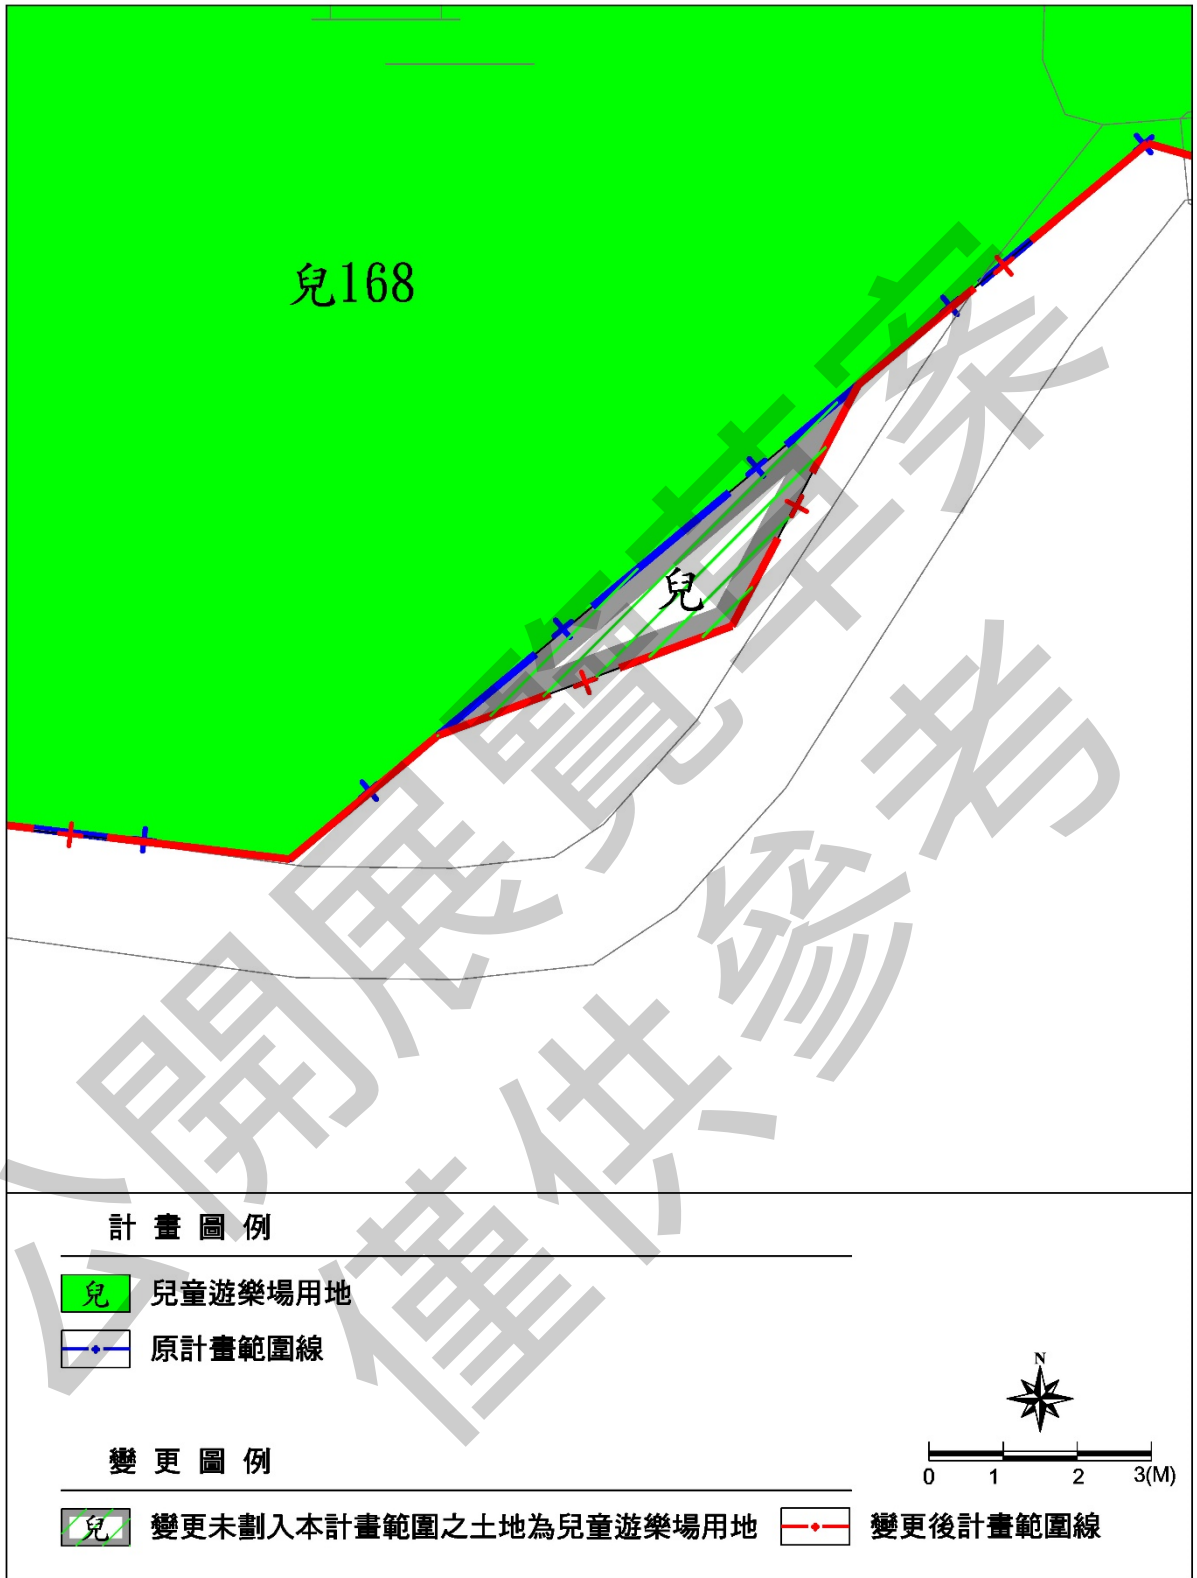 兒168
兒
公開展覽草案
僅供參考
計畫圖例
兒 兒童遊樂場用地
原計畫範圍線
N
變更圖例
0 1 2 3(M)
兒 變更未劃入本計畫範圍之土地為兒童遊樂場用地 變更後計畫範圍線